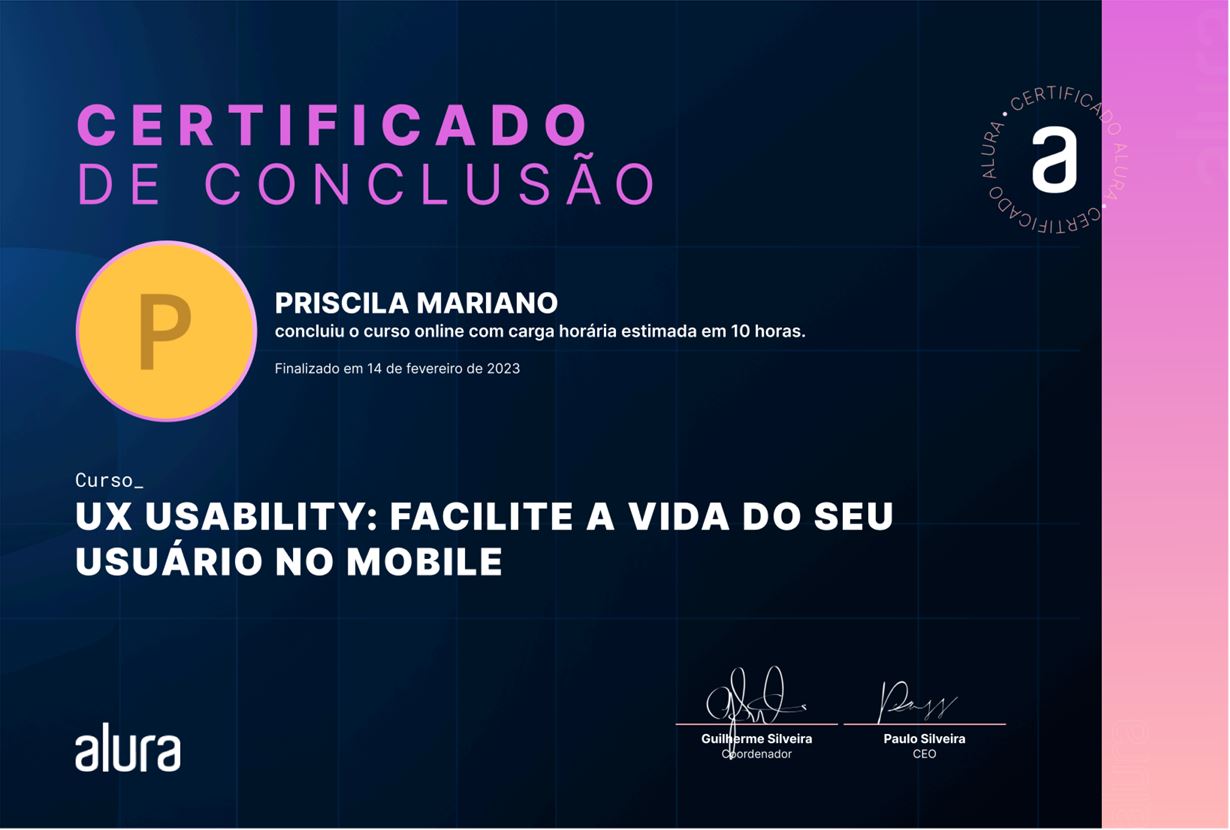 CERTIFICADO
DE CONCLUSÃO
CERTIFICADO ALURA • CERTIFICADO ALURA •
a
P
PRISCILA MARIANO
concluiu o curso online com carga horária estimada em 10 horas.
Finalizado em 14 de fevereiro de 2023
Curso_
UX USABILITY: FACILITE A VIDA DO SEU
USUÁRIO NO MOBILE
alura
Guilherme Silveira
Coordenador
Paulo Silveira
CEO